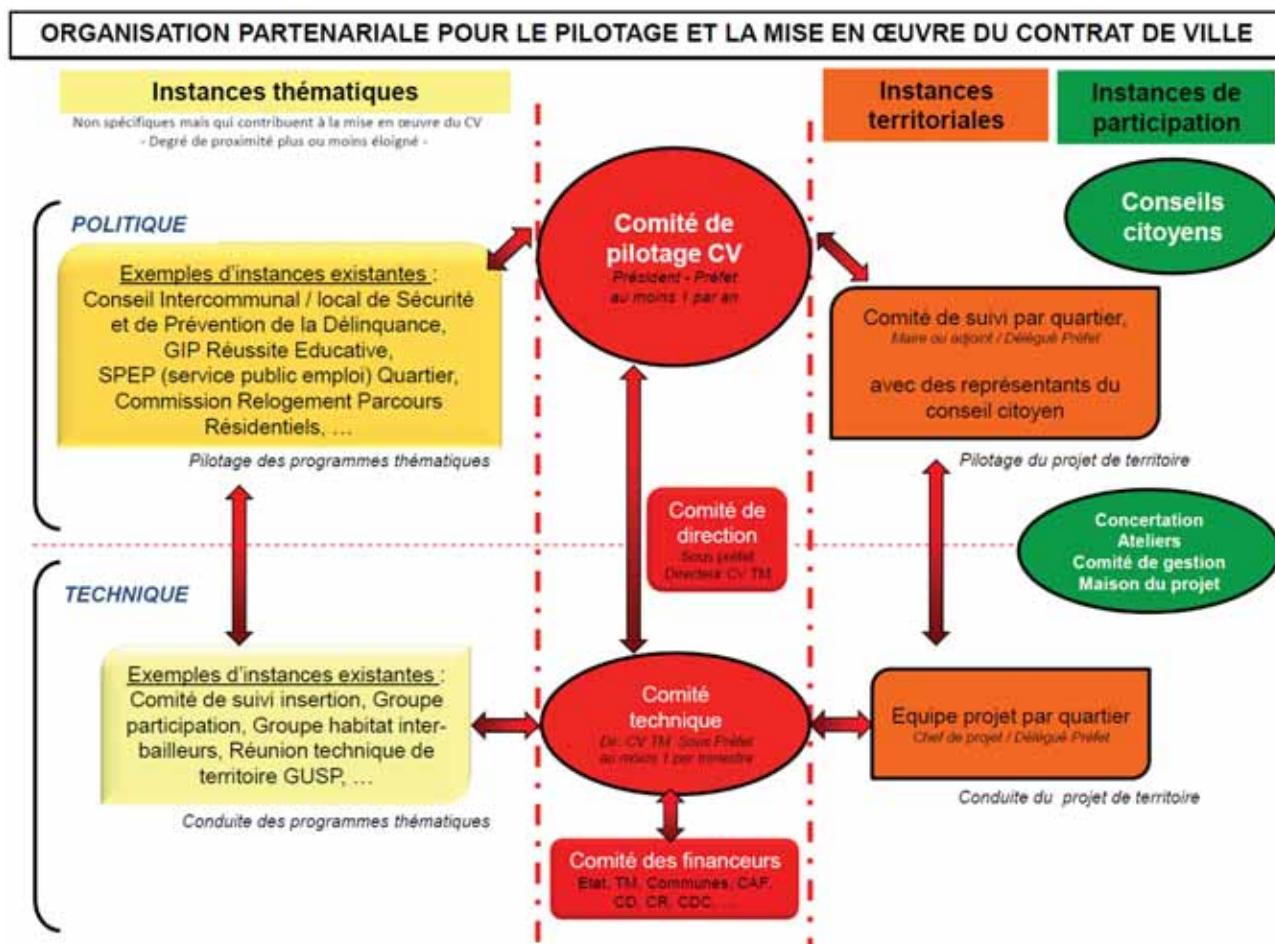 ORGANISATION PARTENARIALE POUR LE PILOTAGE ET LA MISE EN ŒUVRE DU CONTRAT DE VILLE
Instances thématiques
Non spécifiques mais qui contribuent à la mise en œuvre du CV
- Degré de proximité plus ou moins éloigné -
Instances
territoriales
Instances de
participation
POLITIQUE
Exemples d'instances existantes :
Conseil Intercommunal / local de Sécurité
et de Prévention de la Délinquance,
GIP Réussite Educative,
SPEP (service public emploi) Quartier,
Commission Relogement Parcours
Résidentiels, …
Pilotage des programmes thématiques
Comité de
pilotage CV
Président - Préfet
au moins 1 par an
Comité de suivi par quartier,
Maire ou adjoint / Délégué Préfet
avec des représentants du
conseil citoyen
Pilotage du projet de territoire
Conseils
citoyens
Comité de
direction
Sous préfet
Directeur CV TM
Concertation
Ateliers
Comité de gestion
Maison du projet
TECHNIQUE
Exemples d'instances existantes :
Comité de suivi insertion, Groupe
participation, Groupe habitat inter-
bailleurs, Réunion technique de
territoire GUSP, …
Conduite des programmes thématiques
Comité
technique
Dir. CV TM Sous Préfet
au moins 1 par trimestre
Equipe projet par quartier
Chef de projet / Délégué Préfet
Conduite du projet de territoire
Comité des financeurs
Etat, TM, Communes, CAF,
CD, CR, CDC, …